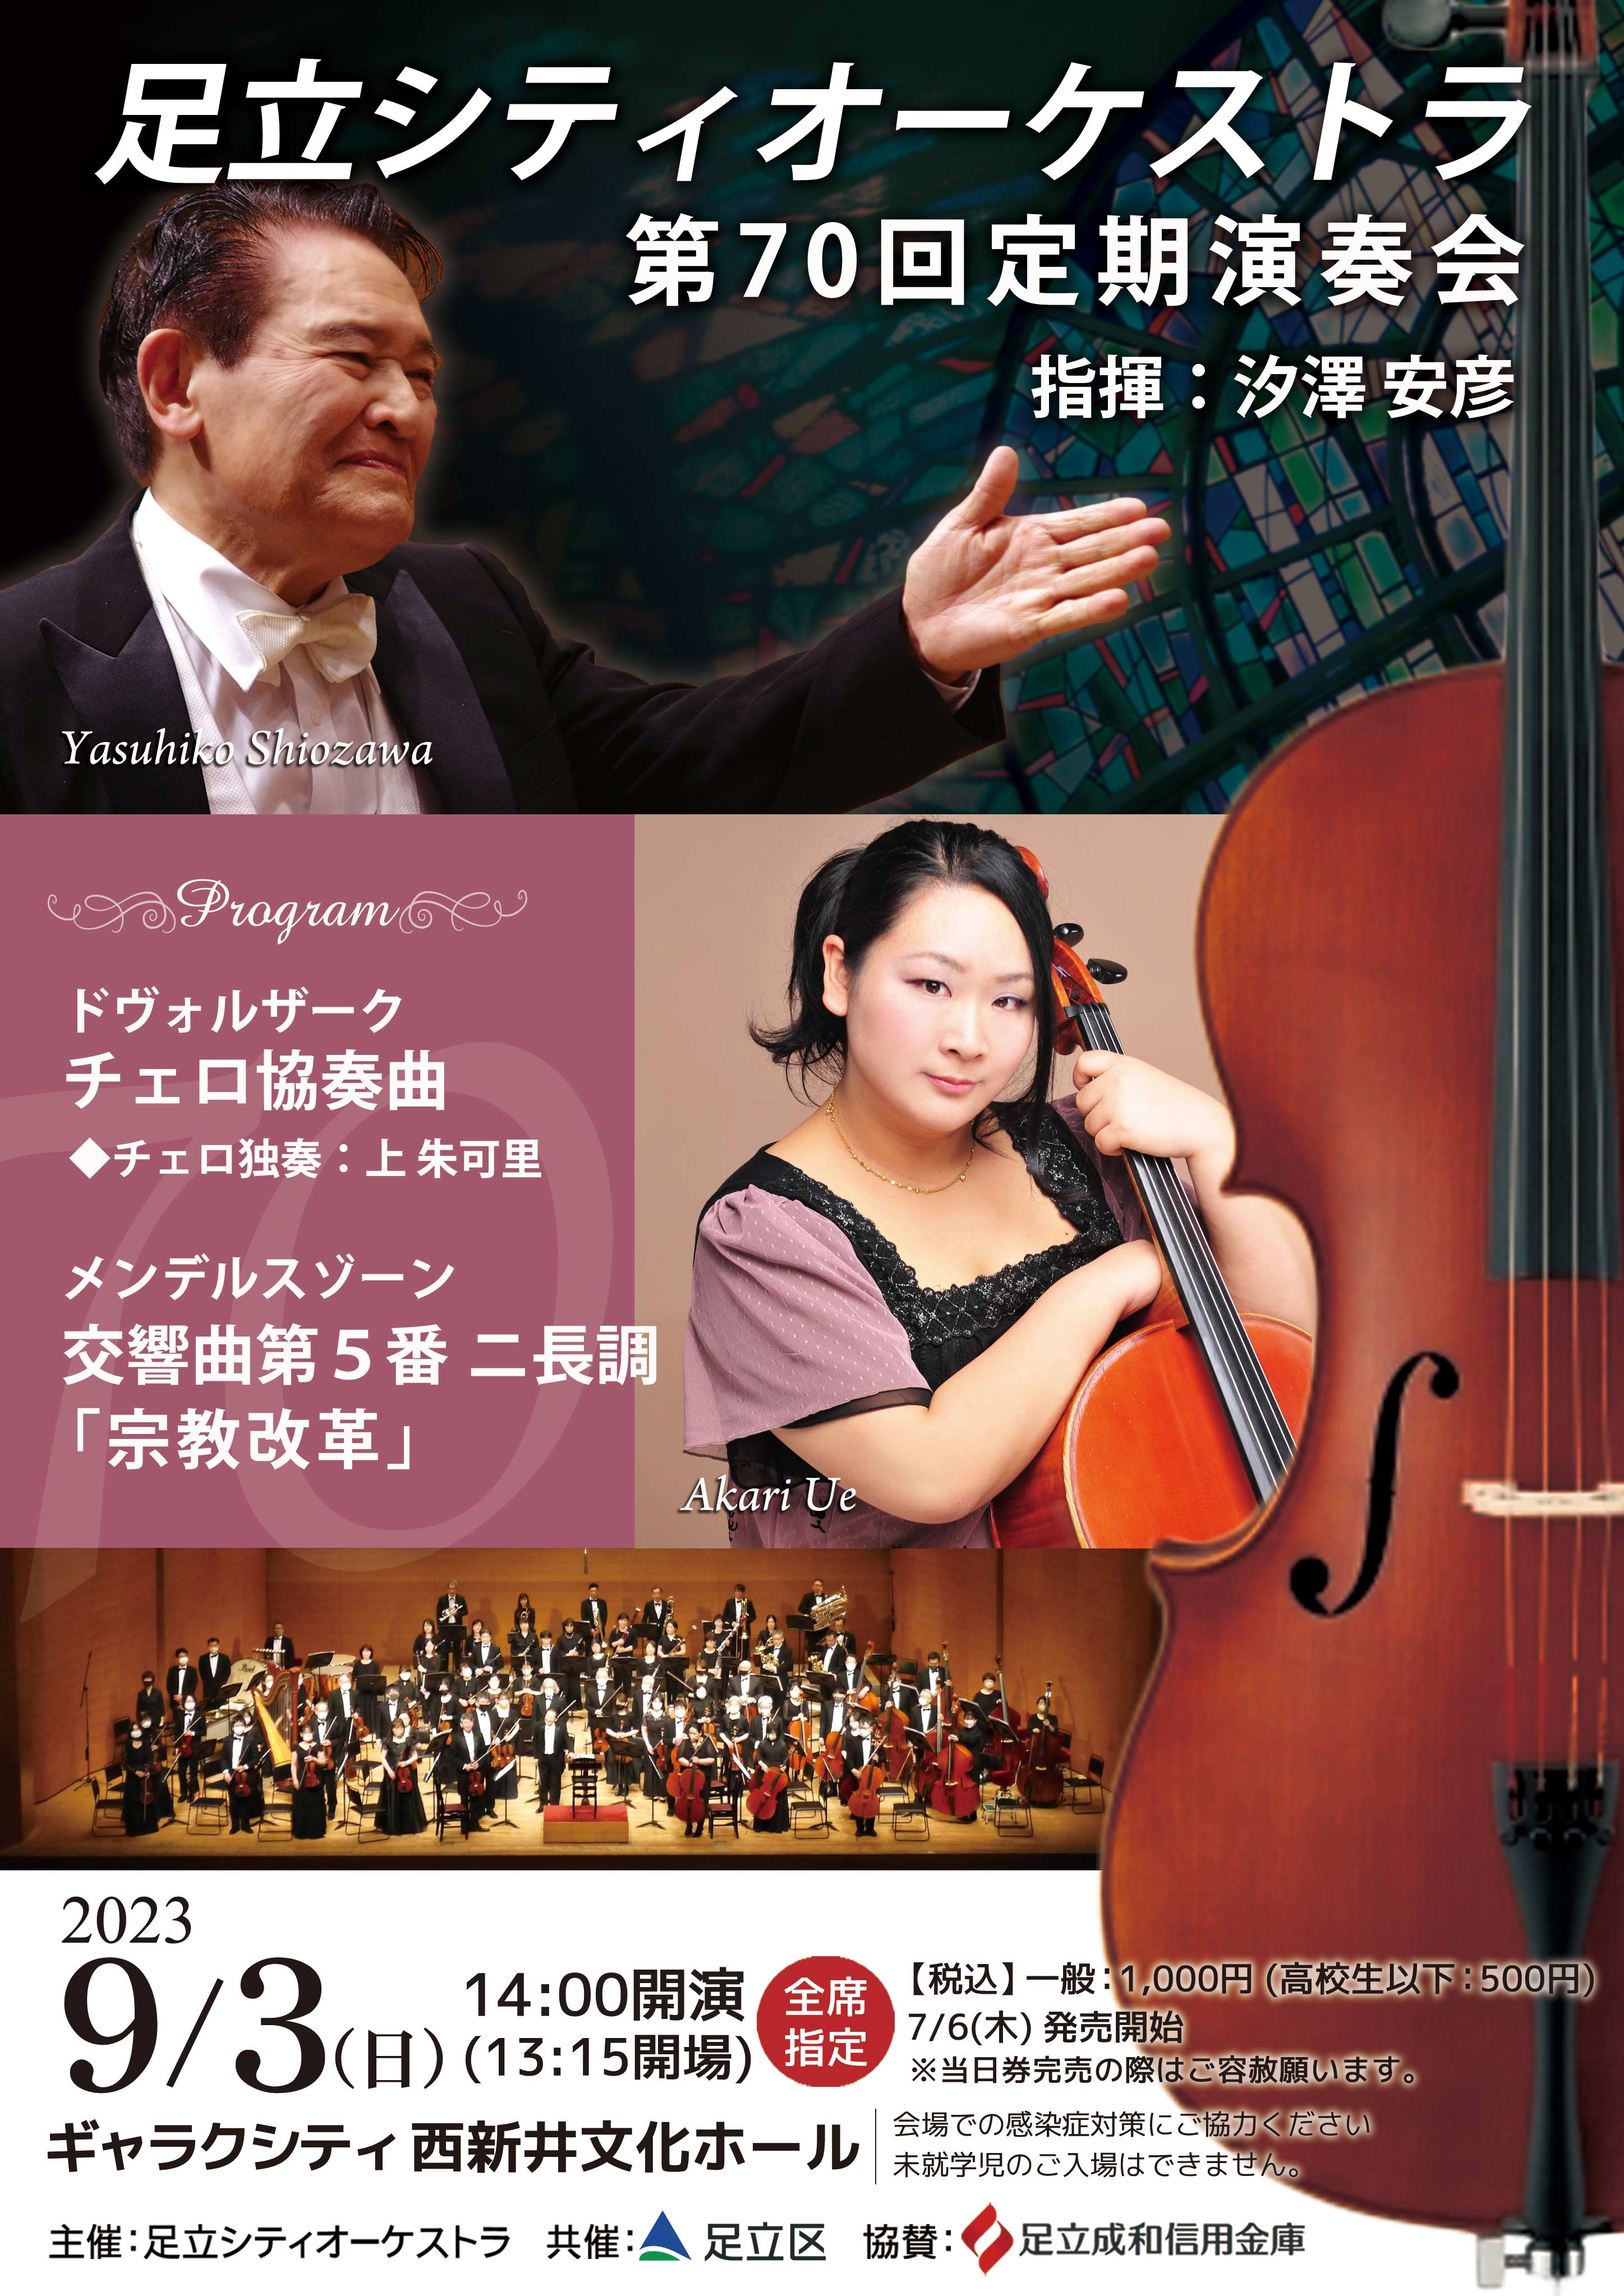 足立シティオーケストラ
第70回定期演奏会
指揮：汐澤 安彦
Yasuhiko Shiozawa
Program
ドヴォルザーク
チェロ協奏曲
◆チェロ独奏：上 朱可里
メンデルスゾーン
交響曲第５番 ニ長調
「宗教改革」
70
Akari Ue
2023
9/3(日)
14:00開演
(13:15開場)
全席
指定
【税込】一般：1,000円 (高校生以下：500円)
7/6(木) 発売開始
※当日券完売の際はご容赦願います。
ギャラクシティ 西新井文化ホール
会場での感染症対策にご協力ください
未就学児のご入場はできません。
主催：足立シティオーケストラ 共催： 足立区 協賛： 足立成和信用金庫